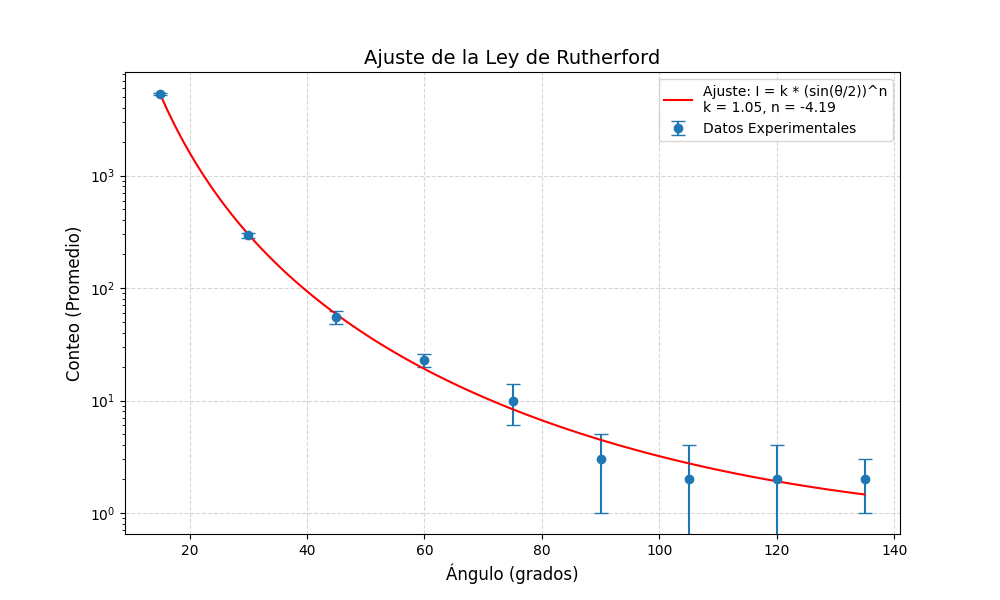 Ajuste de la Ley de Rutherford
Ajuste: I = k * (sin(θ/2))^n
k = 1.05, n = -4.19
Datos Experimentales
Conteo (Promedio)
10³
10²
10¹
10⁰
20 40 60 80 100 120 140
Ángulo (grados)